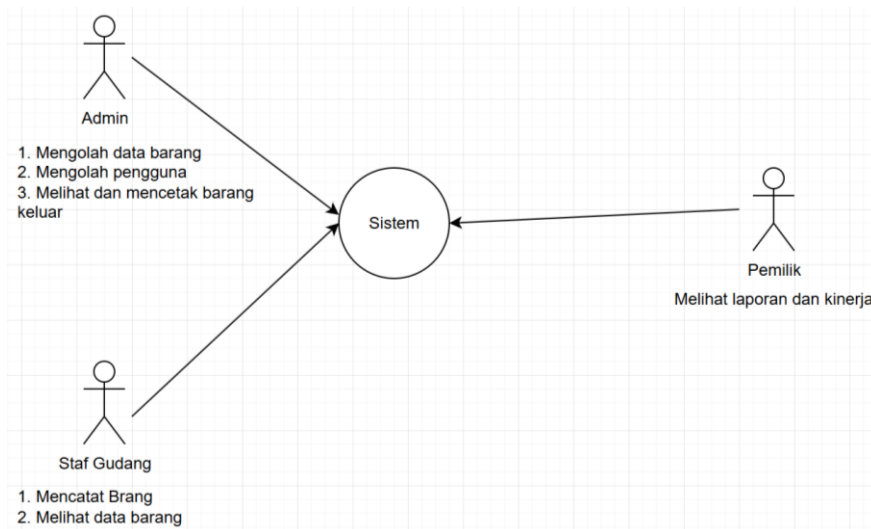 Admin
1. Mengolah data barang
2. Mengolah pengguna
3. Melihat dan mencetak barang
keluar
Sistem
Pemilik
Melihat laporan dan kinerja
Staf Gudang
1. Mencatat Brang
2. Melihat data barang